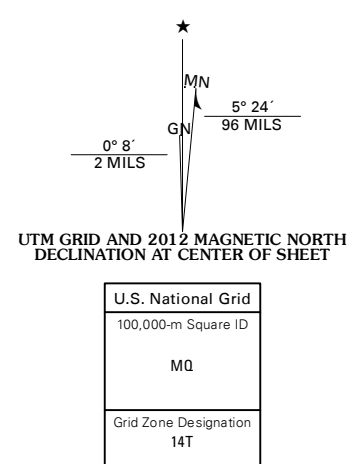 MN
GN
5° 24´
96 MILS
0° 8´
2 MILS
UTM GRID AND 2012 MAGNETIC NORTH
DECLINATION AT CENTER OF SHEET
U.S. National Grid
100,000-m Square ID
MQ
Grid Zone Designation
14T